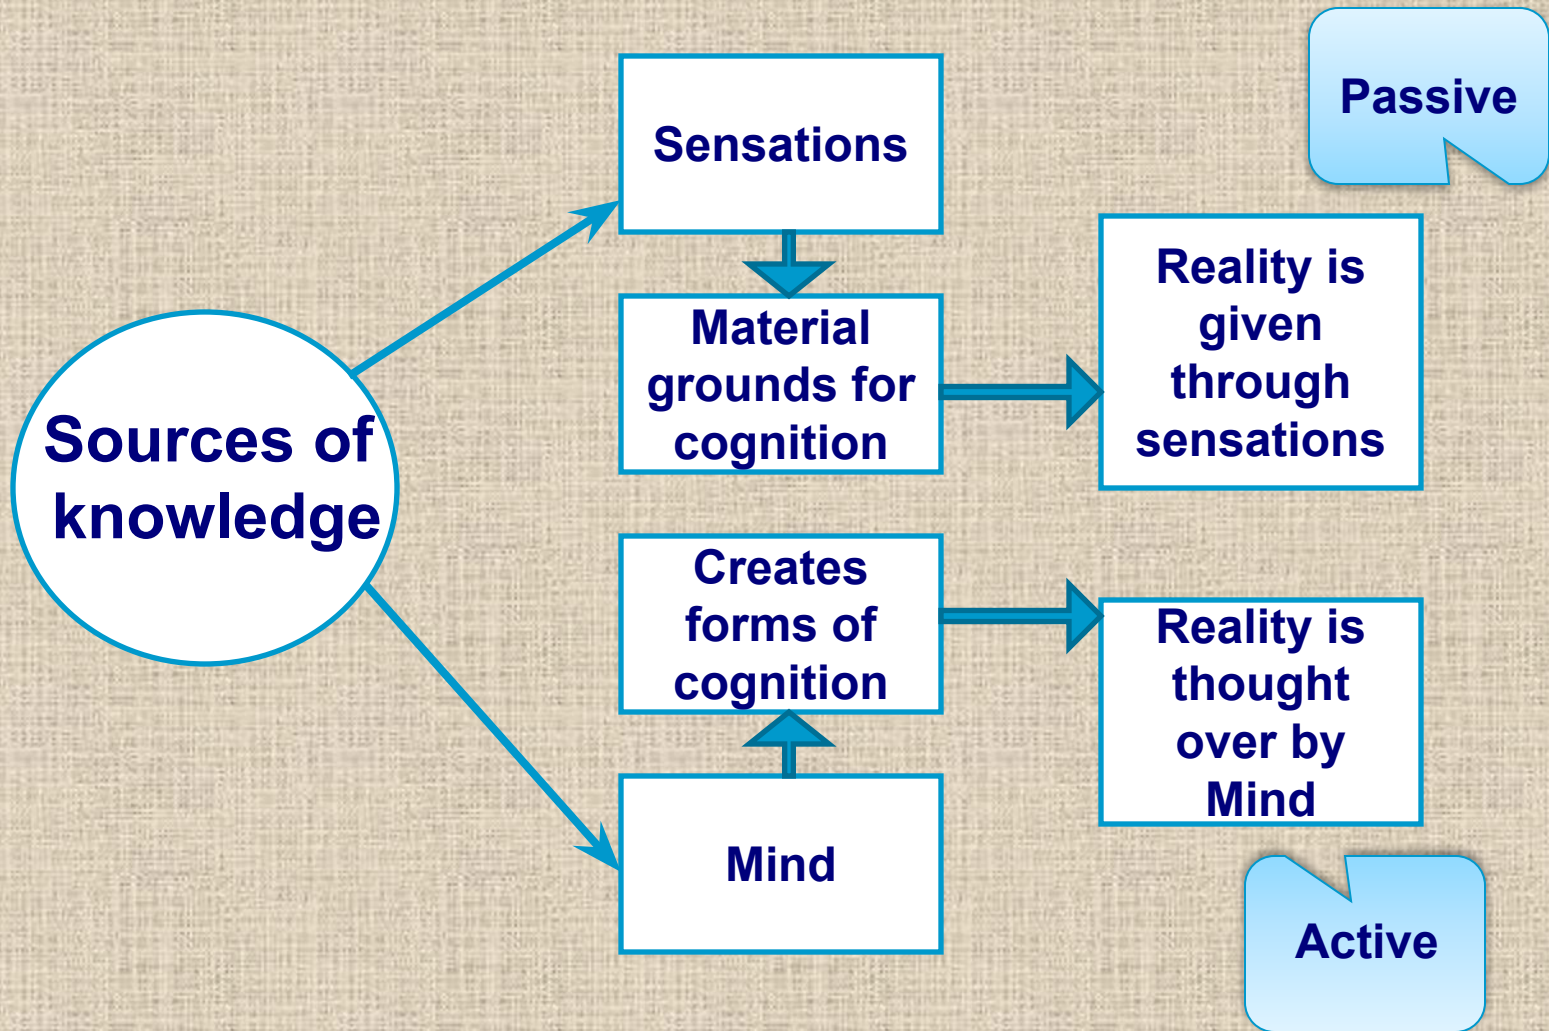 Passive
Sensations
Sources of
knowledge
Material
grounds for
cognition
Reality is
given
through
sensations
Creates
forms of
cognition
Reality is
thought
over by
Mind
Mind
Active